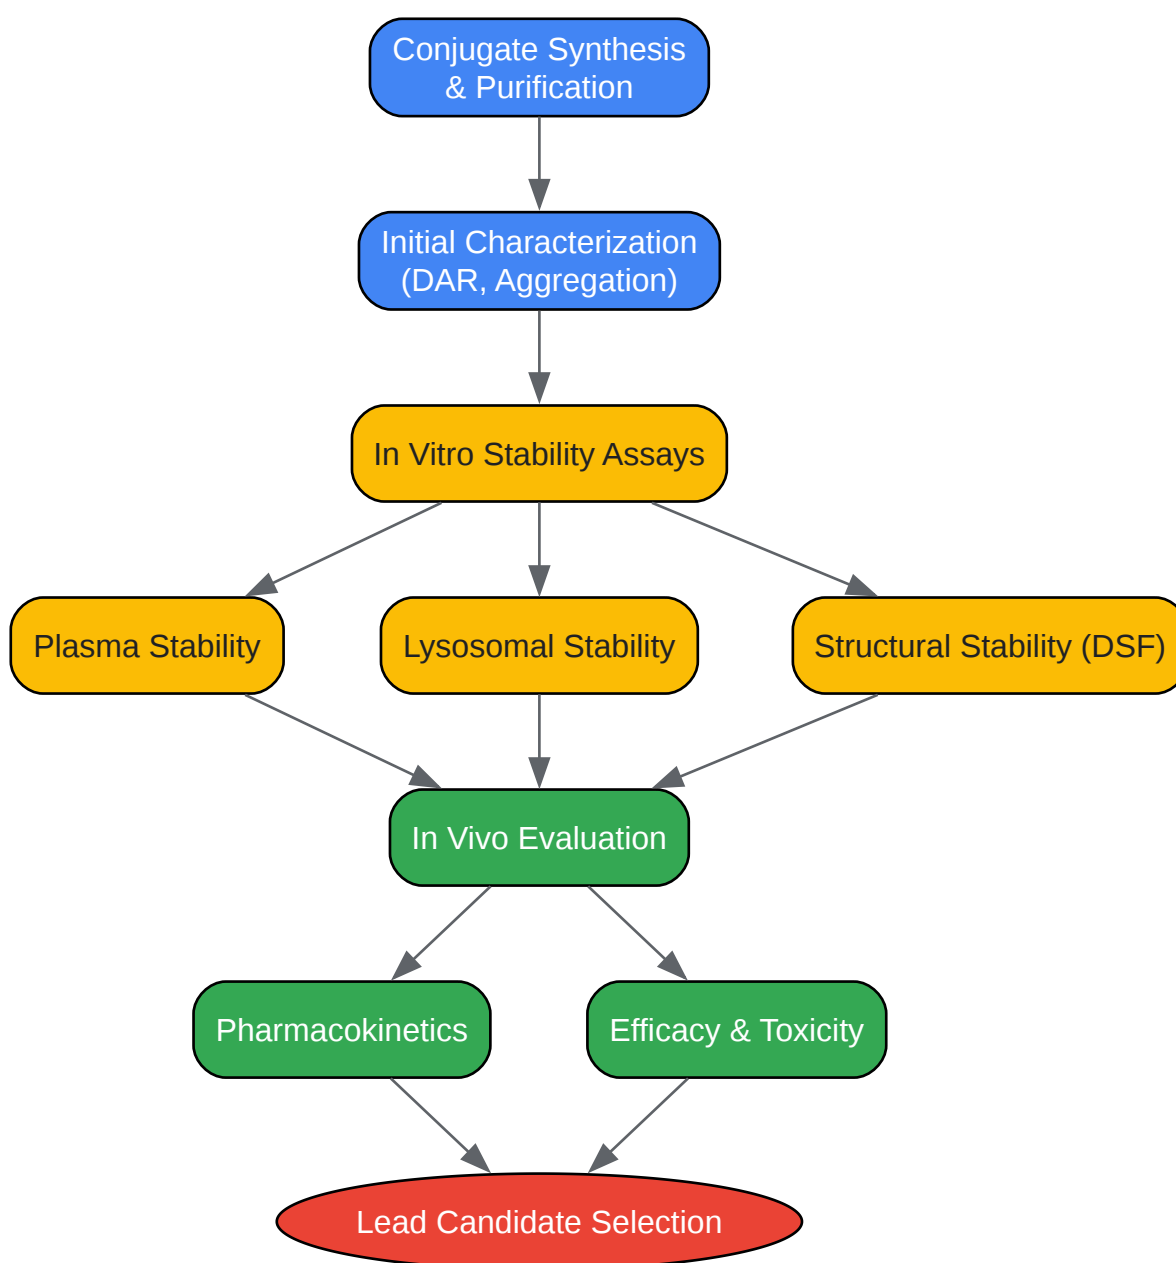 Conjugate Synthesis
& Purification
Initial Characterization
(DAR, Aggregation)
In Vitro Stability Assays
Plasma Stability
Lysosomal Stability
Structural Stability (DSF)
In Vivo Evaluation
Pharmacokinetics
Efficacy & Toxicity
Lead Candidate Selection